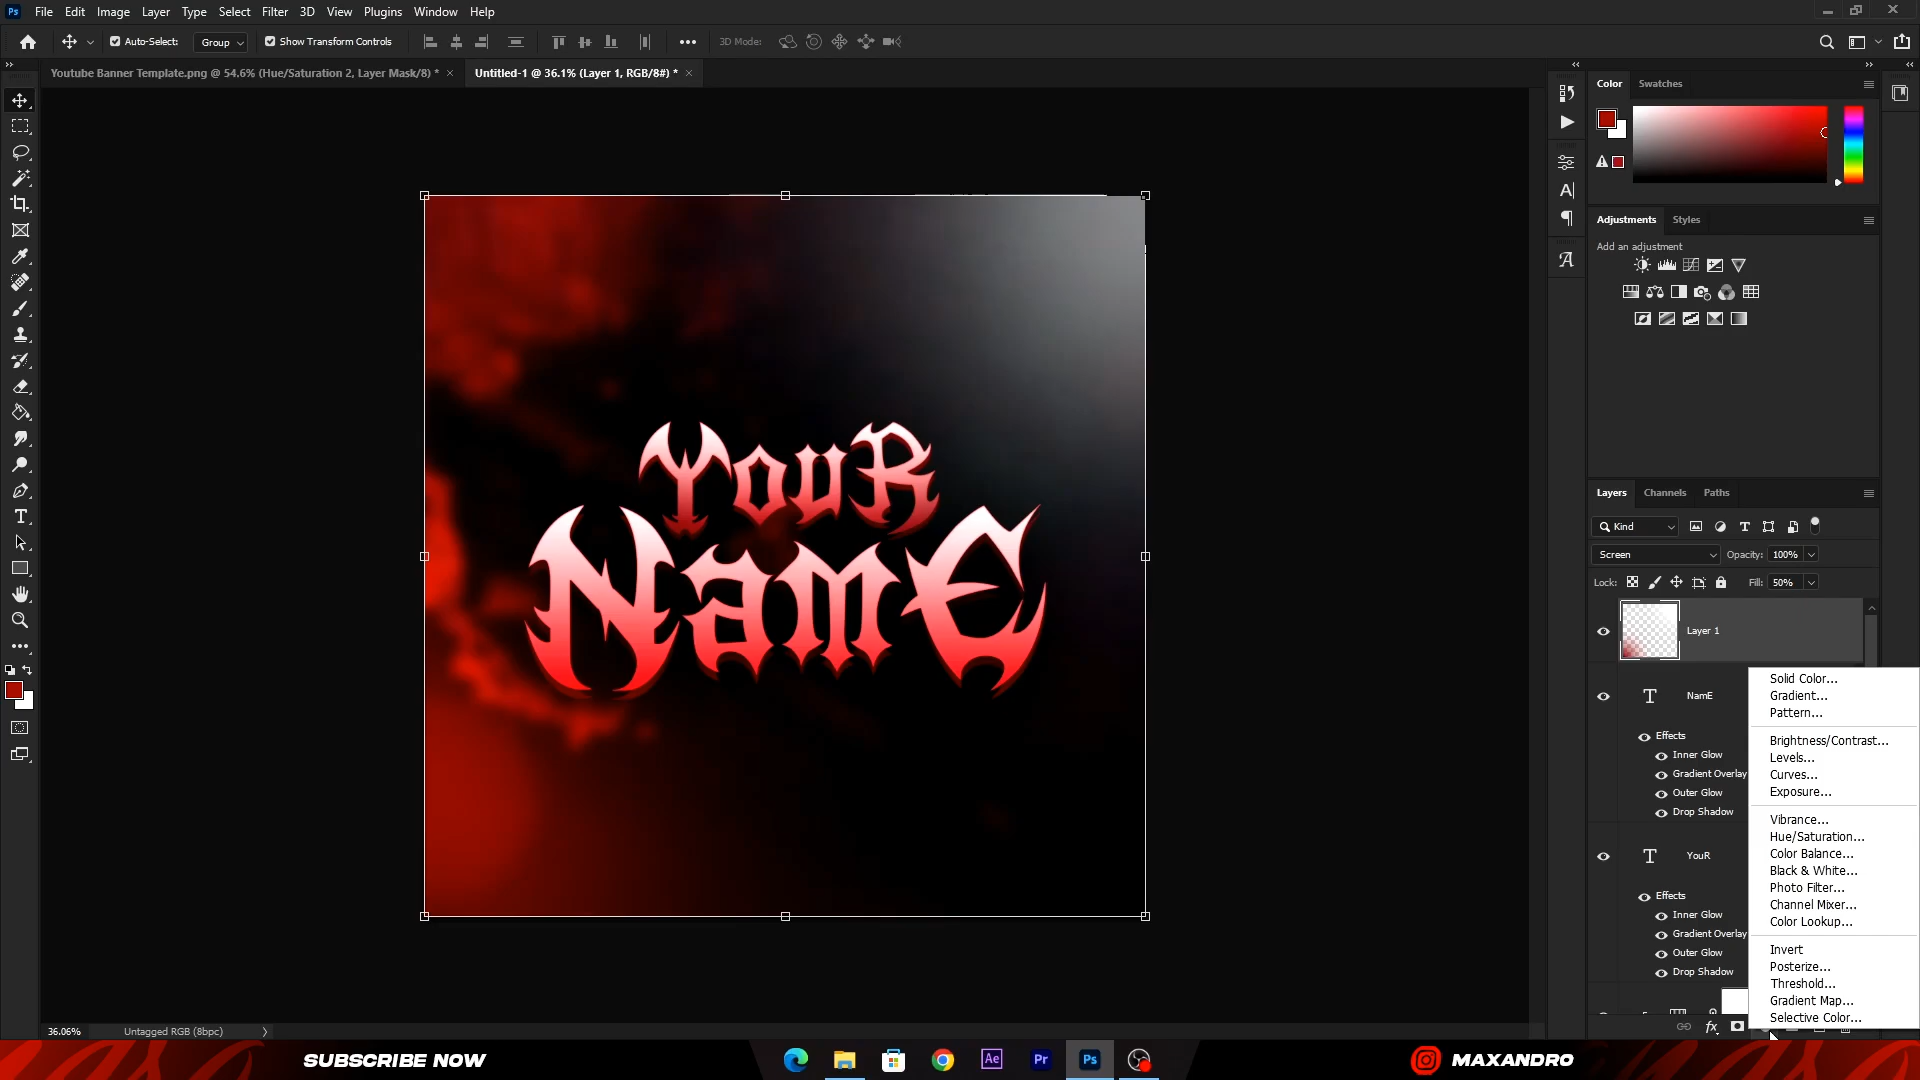 Ps File Edit Image Layer Type Select Filter 3D View Plugins Window Help
Auto-Select: Group Show Transform Controls 3D Mode:
Youtube Banner Template.png @ 54.6% (Hue/Saturation 2, Layer Mask/8) * × Untitled-1 @ 36.1% (Layer 1, RGB/8#) * ×
Color Swatches
Adjustments Styles
Add an adjustment
YouR
NamE
Layers Channels Paths
Kind
Screen Opacity: 100%
Lock: Fill: 50%
Layer 1
NamE
Effects
Inner Glow
Gradient Overlay
Outer Glow
Drop Shadow
YouR
Effects
Inner Glow
Gradient Overlay
Outer Glow
Drop Shadow
fx
Solid Color...
Gradient...
Pattern...
Brightness/Contrast...
Levels...
Curves...
Exposure...
Vibrance...
Hue/Saturation...
Color Balance...
Black & White...
Photo Filter...
Channel Mixer...
Color Lookup...
Invert
Posterize...
Threshold...
Gradient Map...
Selective Color...
36.06% Untagged RGB (8bpc)
SUBSCRIBE NOW Ae Pr Ps MAXANDRO